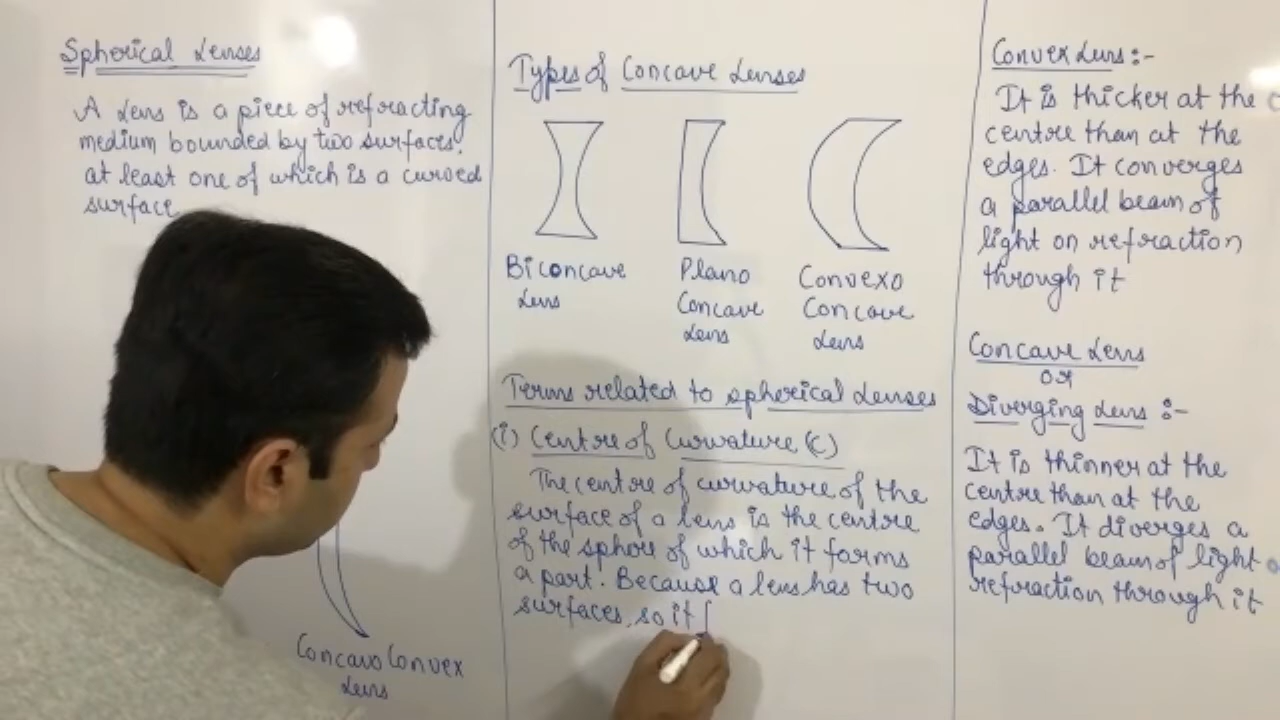 Spherical Lenses
A Lens is a piece of refracting
medium bounded by two surfaces.
at least one of which is a curved
surface
Concavo Convex
Lens
Types of Concave Lenses
Biconcave
Lens
Plano
Concave
Lens
Convexo
Concave
Lens
Terms related to spherical Lenses
(i) Centre of Curvature (C)
The centre of curvature of the
surface of a lens is the centre
of the sphere of which it forms
a part. Because a lens has two
surfaces, so it
Convex Lens :-
It is thicker at the
centre than at the
edges. It converges
a parallel beam of
light on refraction
through it
Concave Lens
or
Diverging Lens :-
It is thinner at the
centre than at the
edges. It diverges a
parallel beam of light
refraction through it